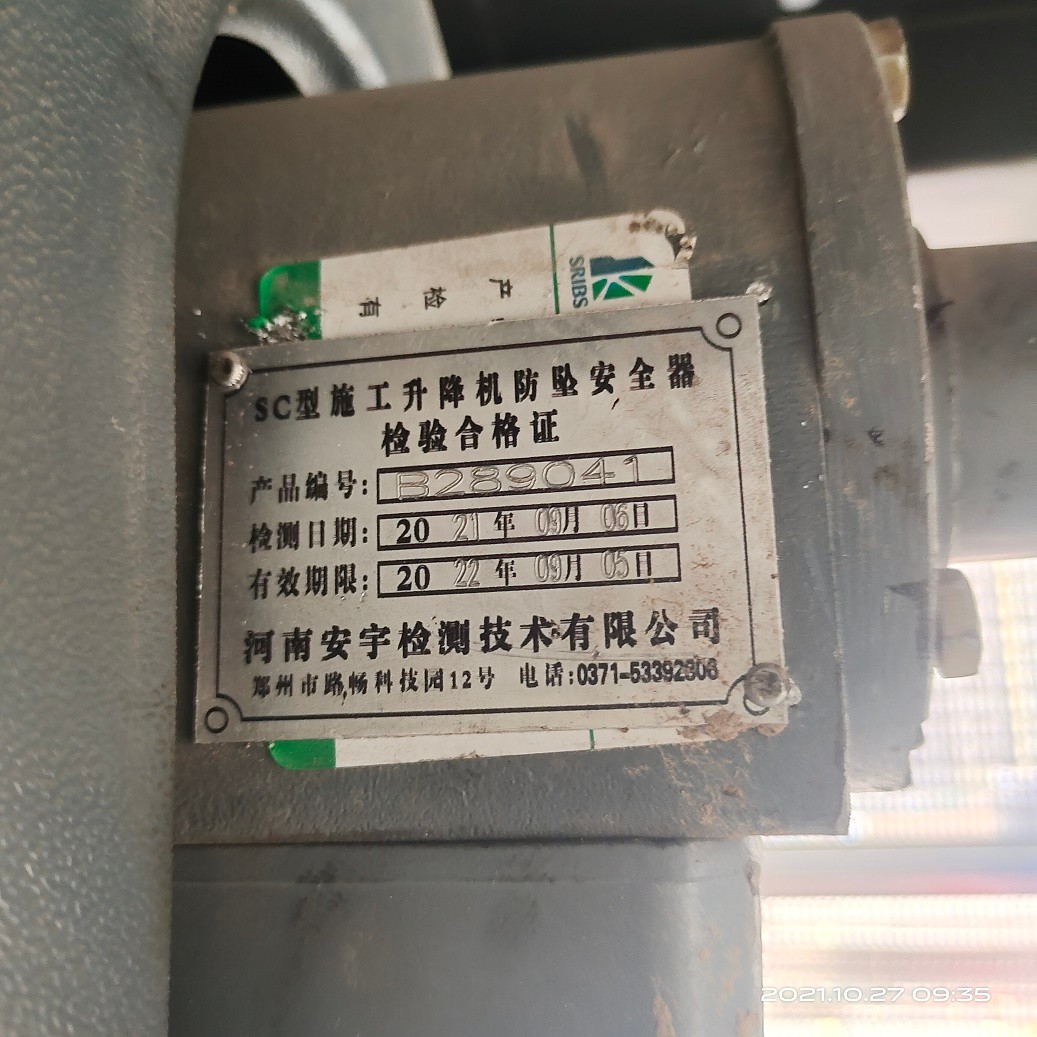 SRIBS
产检有
SC型施工升降机防坠安全器
检验合格证
产品编号: B289041
检测日期: 2021年09月06日
有效期限: 2022年09月05日
河南安宇检测技术有限公司
郑州市路畅科技园12号 电话:0371-53392806
2021.10.27 09:35